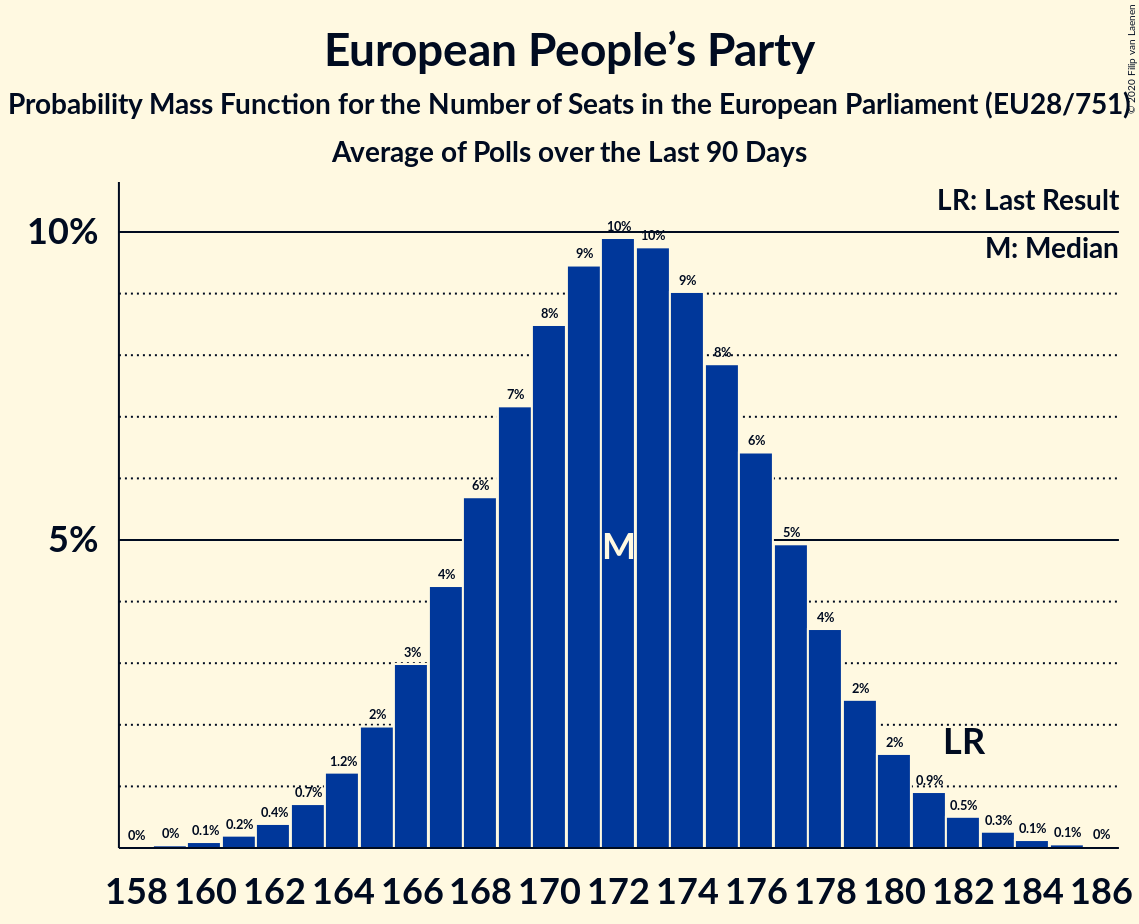 European People's Party
Probability Mass Function for the Number of Seats in the European Parliament (EU28/751)
Average of Polls over the Last 90 Days
© 2020 Filip van Laenen
LR: Last Result
M: Median
10%
5%
0% 0% 0.1% 0.2% 0.4% 0.7% 1.2% 2% 3% 4% 6% 7% 8% 9% 10% 10% 9% 8% 6% 5% 4% 2% 2% 0.9% 0.5% 0.3% 0.1% 0.1% 0%
M
LR
158 160 162 164 166 168 170 172 174 176 178 180 182 184 186